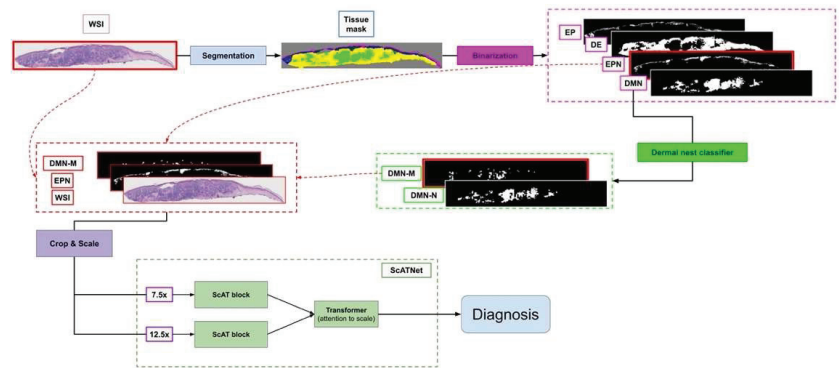 WSI
Segmentation
Tissue
mask
Binarization
EP
DE
EPN
DMN
Dermal nest classifier
DMN-M
DMN-N
DMN-M
EPN
WSI
Crop & Scale
ScATNet
7.5x
ScAT block
12.5x
ScAT block
Transformer
(attention to scale)
Diagnosis